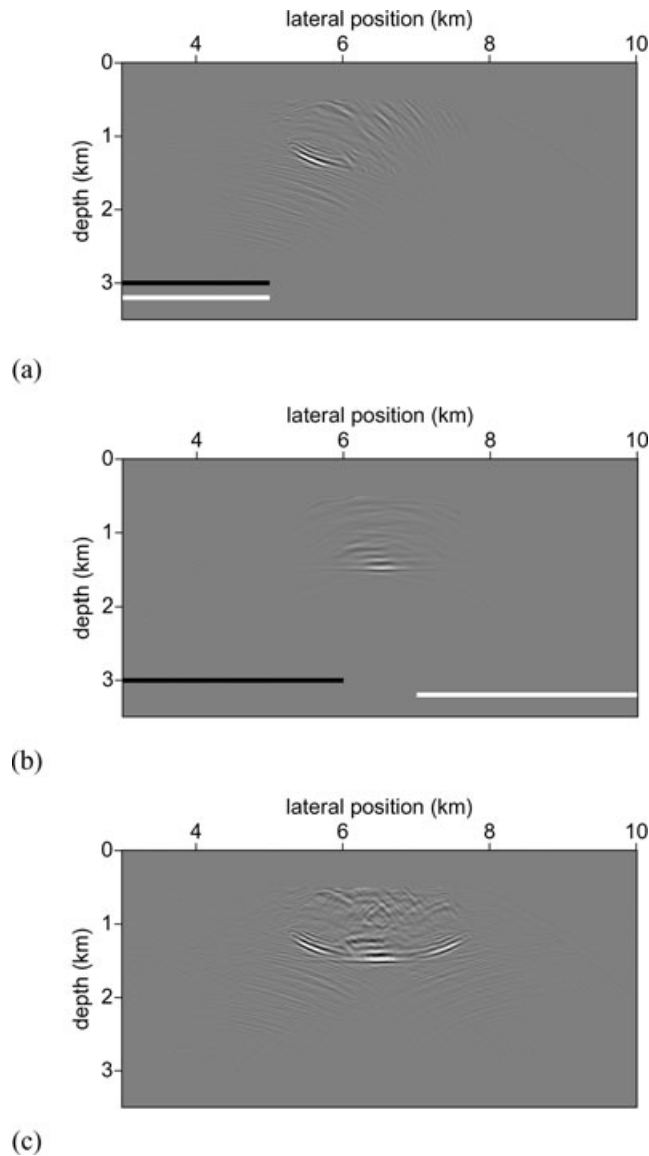 lateral position (km)
4 6 8 10
0
1
2
3
depth (km)
(a)
lateral position (km)
4 6 8 10
0
1
2
3
depth (km)
(b)
lateral position (km)
4 6 8 10
0
1
2
3
depth (km)
(c)